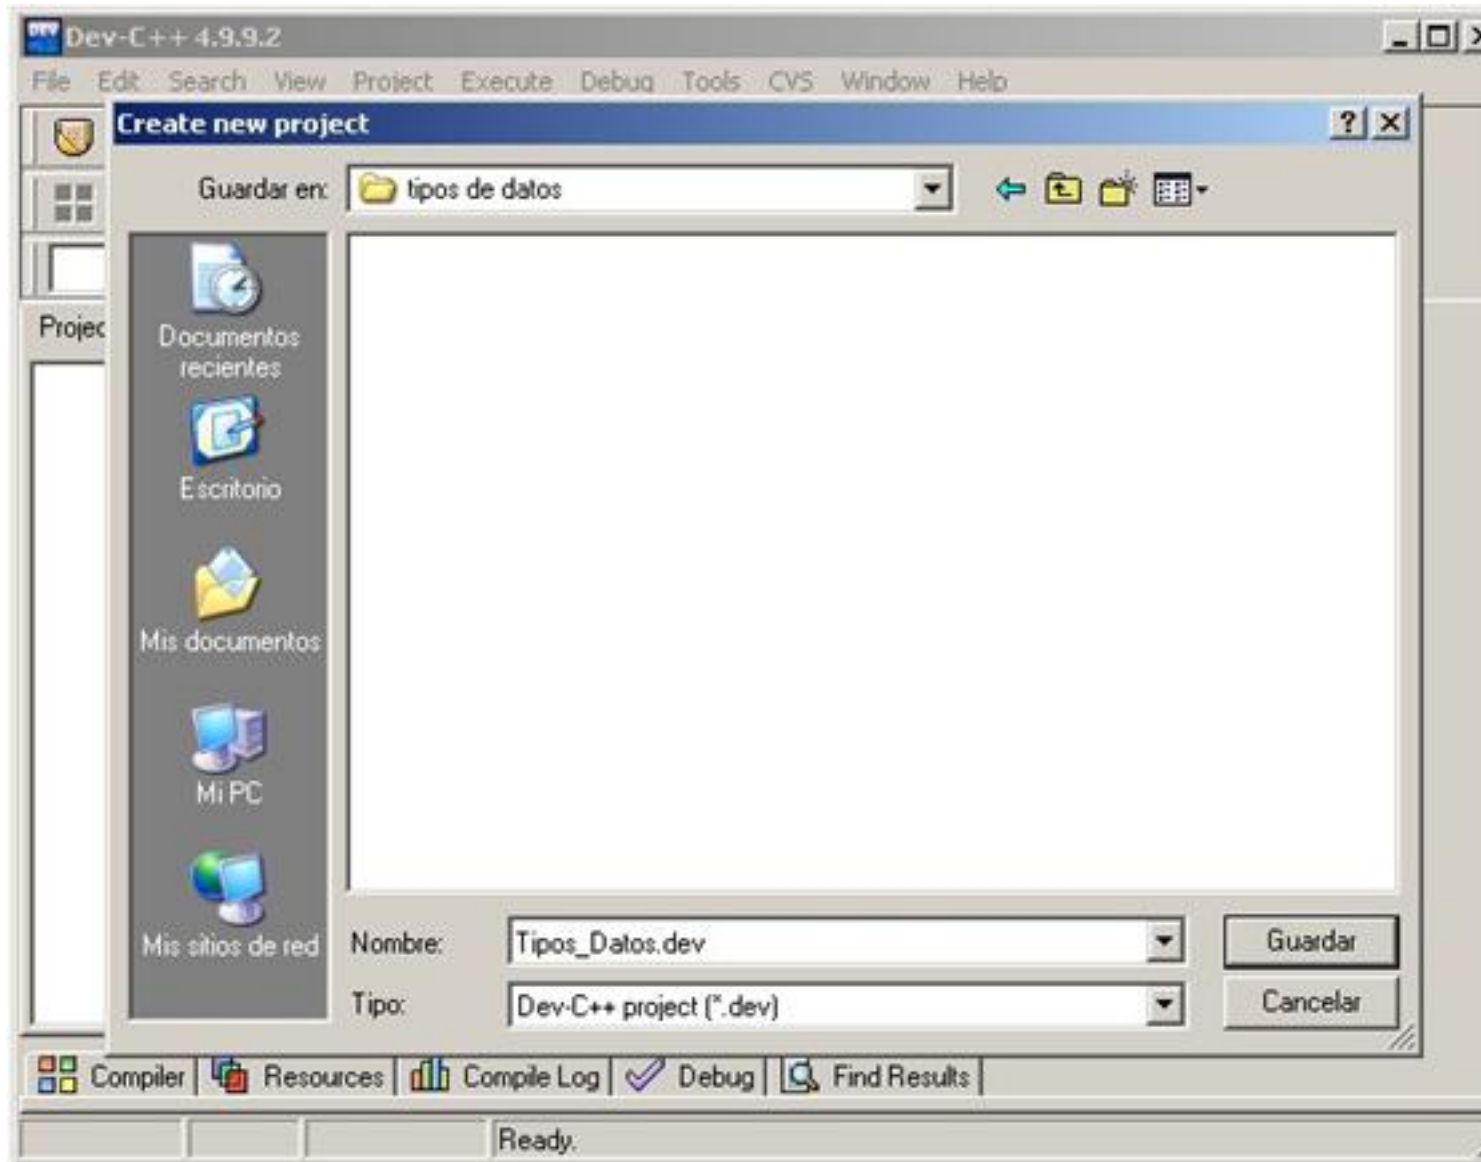 DEV
Dev-C++ 4.9.9.2
File Edit Search View Project Execute Debug Tools CVS Window Help
Create new project
Guardar en: tipos de datos
Projec
Documentos
recientes
Escritorio
Mis documentos
Mi PC
Mis sitios de red
Nombre: Tipos_Datos.dev Guardar
Tipo: Dev-C++ project (*.dev) Cancelar
Compiler Resources Compile Log Debug Find Results
Ready.